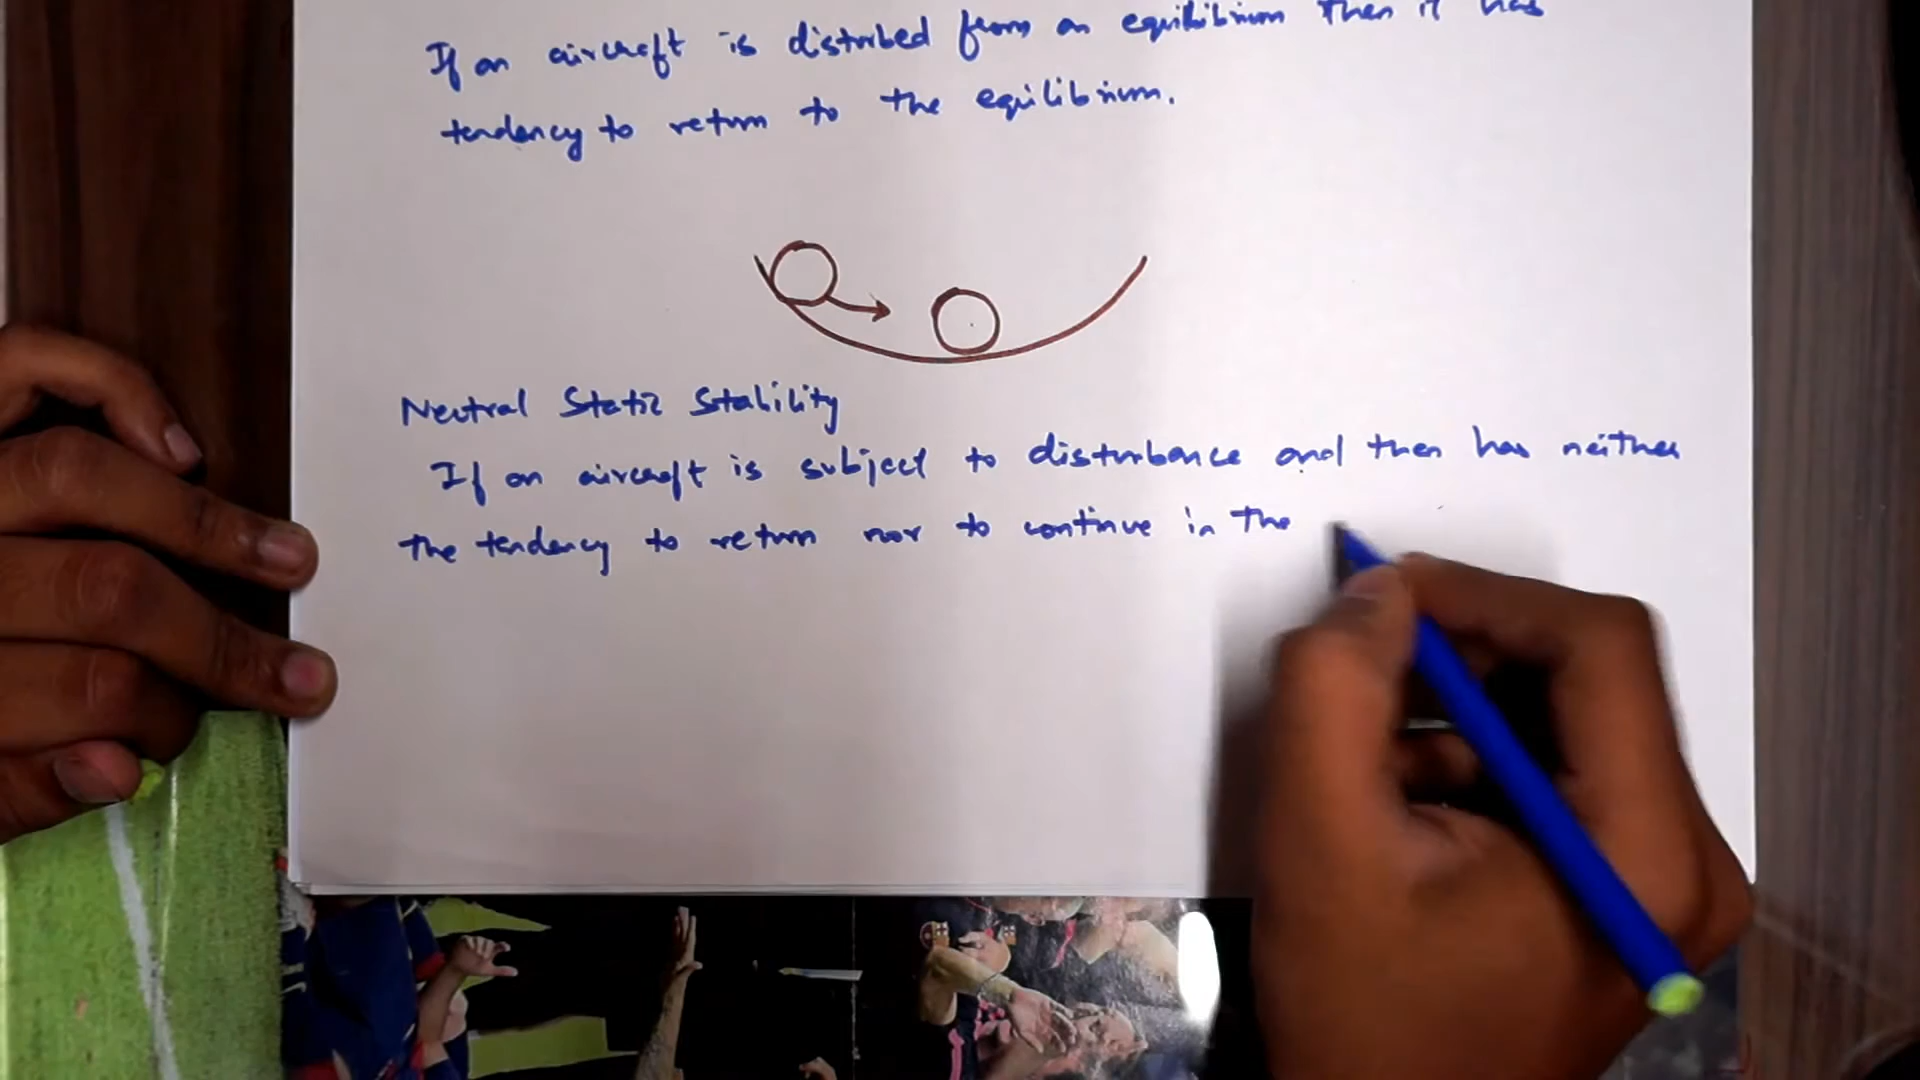 If an aircraft is distrubed from an equilibrium then it has
tendency to return to the equilibrium.
Neutral Static Stability
If an aircraft is subject to disturbance and then has neither
the tendency to return nor to continue in the